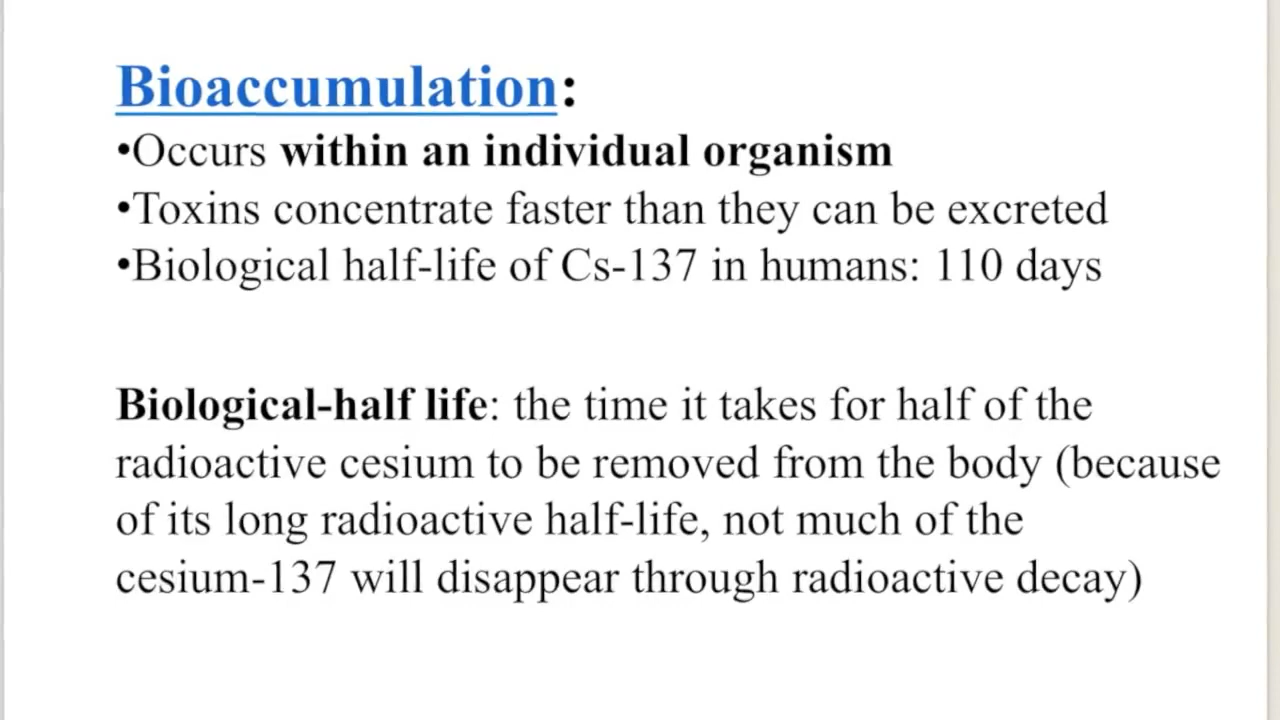 Bioaccumulation:
•Occurs within an individual organism
•Toxins concentrate faster than they can be excreted
•Biological half-life of Cs-137 in humans: 110 days
Biological-half life: the time it takes for half of the
radioactive cesium to be removed from the body (because
of its long radioactive half-life, not much of the
cesium-137 will disappear through radioactive decay)